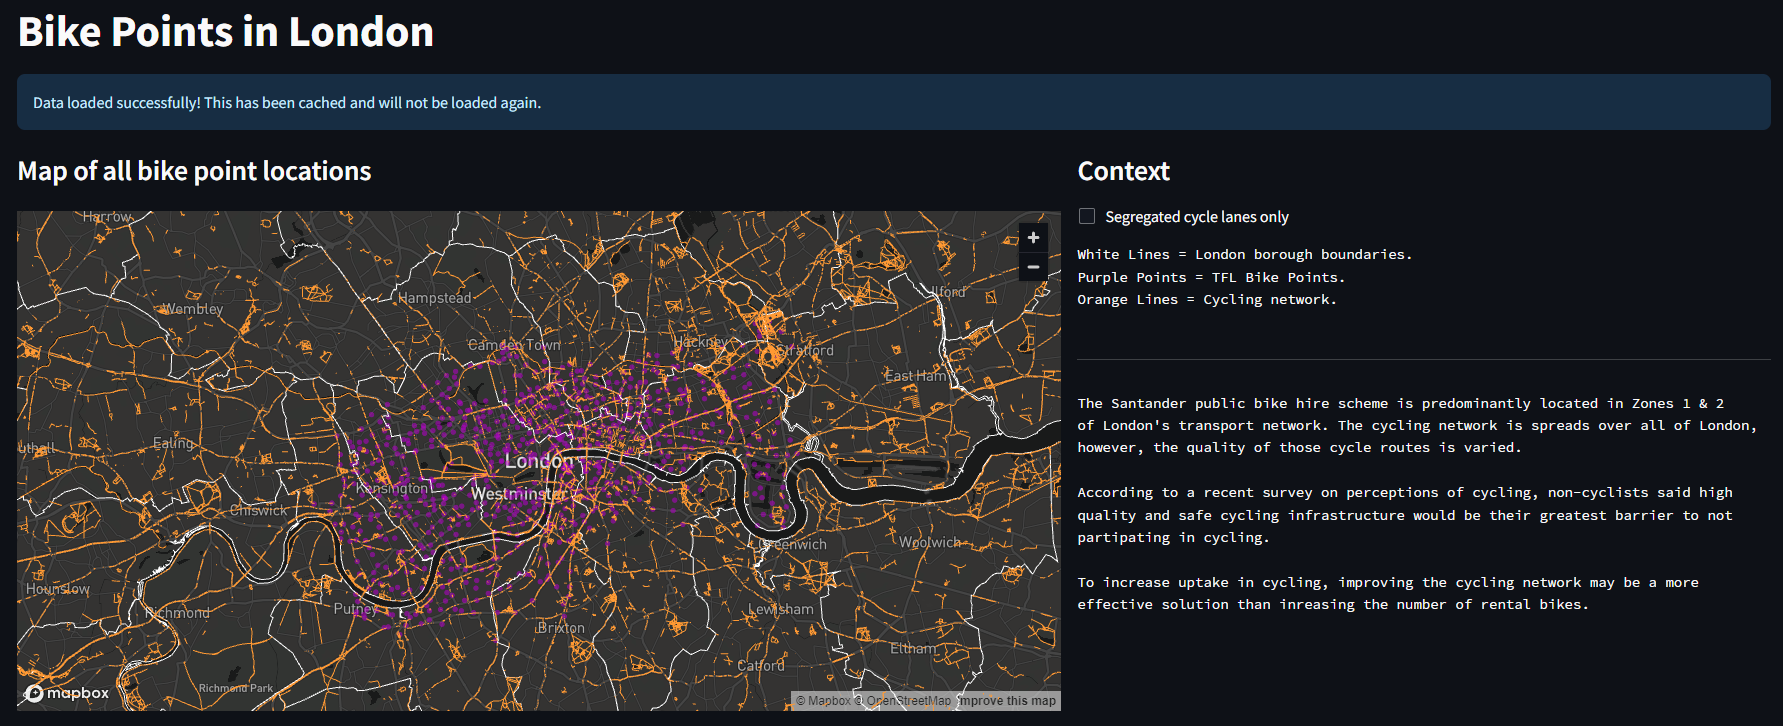 Bike Points in London
Data loaded successfully! This has been cached and will not be loaded again.
Map of all bike point locations
Harrow
Wembley
Hampstead
Ilford
Camden Town
Hackney
Stratford
East Ham
Ealing
London
Kensington
Westminster
Chiswick
Greenwich
Woolwich
Hounslow
Richmond
Putney
Lewisham
Brixton
Eltham
Catford
Richmond Park
mapbox
© Mapbox © OpenStreetMap Improve this map
Context
Segregated cycle lanes only
White Lines = London borough boundaries.
Purple Points = TFL Bike Points.
Orange Lines = Cycling network.
The Santander public bike hire scheme is predominantly located in Zones 1 & 2
of London's transport network. The cycling network is spreads over all of London,
however, the quality of those cycle routes is varied.
According to a recent survey on perceptions of cycling, non-cyclists said high
quality and safe cycling infrastructure would be their greatest barrier to not
partipating in cycling.
To increase uptake in cycling, improving the cycling network may be a more
effective solution than inreasing the number of rental bikes.